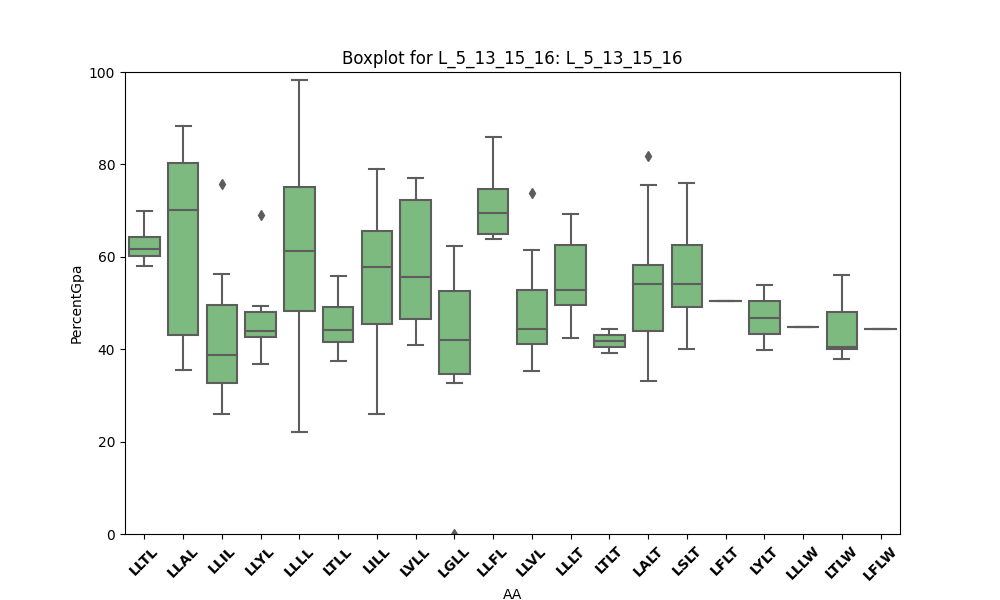 Boxplot for L_5_13_15_16: L_5_13_15_16
100
80
60
40
20
0
PercentGpa
LLTL
LLAL
LLIL
LLYL
LLLL
LTLL
LILL
LVLL
LGLL
LLFL
LLVL
LLLT
LTLT
LALT
LSLT
LFLT
LYLT
LLLW
LTLW
LFLW
AA